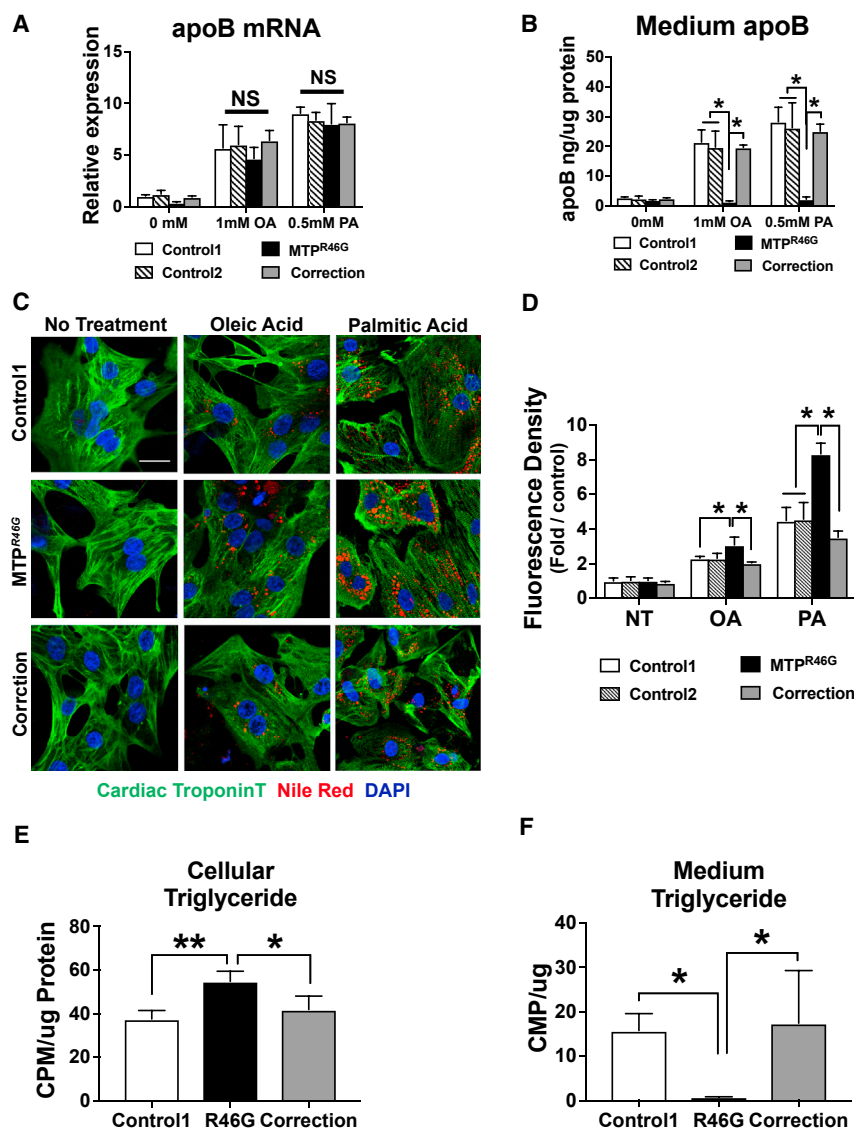 A
apoB mRNA
Relative expression
15
10
5
0
NS
NS
0 mM
1mM OA
0.5mM PA
Control1
MTPR46G
Control2
Correction
B
Medium apoB
apoB ng/ug protein
50
40
30
20
10
0
* * * *
0mM
1mM OA
0.5mM PA
Control1
MTPR46G
Control2
Correction
C
No Treatment
Oleic Acid
Palmitic Acid
Control1
MTPR46G
Corrction
Cardiac TroponinT Nile Red DAPI
D
Fluorescence Density
(Fold / control)
10
8
6
4
2
0
* * * *
NT
OA
PA
Control1
MTPR46G
Control2
Correction
E
Cellular
Triglyceride
CPM/ug Protein
80
60
40
20
0
** *
Control1
R46G
Correction
F
Medium
Triglyceride
CMP/ug
40
30
20
10
0
* *
Control1
R46G
Correction